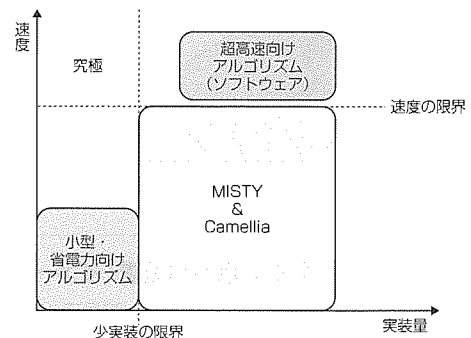 速度
究極
超高速向け
アルゴリズム
(ソフトウェア)
速度の限界
MISTY
&
Camellia
小型・
省電力向け
アルゴリズム
少実装の限界
実装量